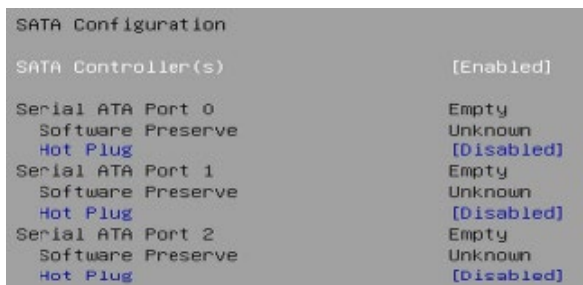 SATA Configuration
SATA Controller(s) [Enabled]
Serial ATA Port 0 Empty
Software Preserve Unknown
Hot Plug [Disabled]
Serial ATA Port 1 Empty
Software Preserve Unknown
Hot Plug [Disabled]
Serial ATA Port 2 Empty
Software Preserve Unknown
Hot Plug [Disabled]